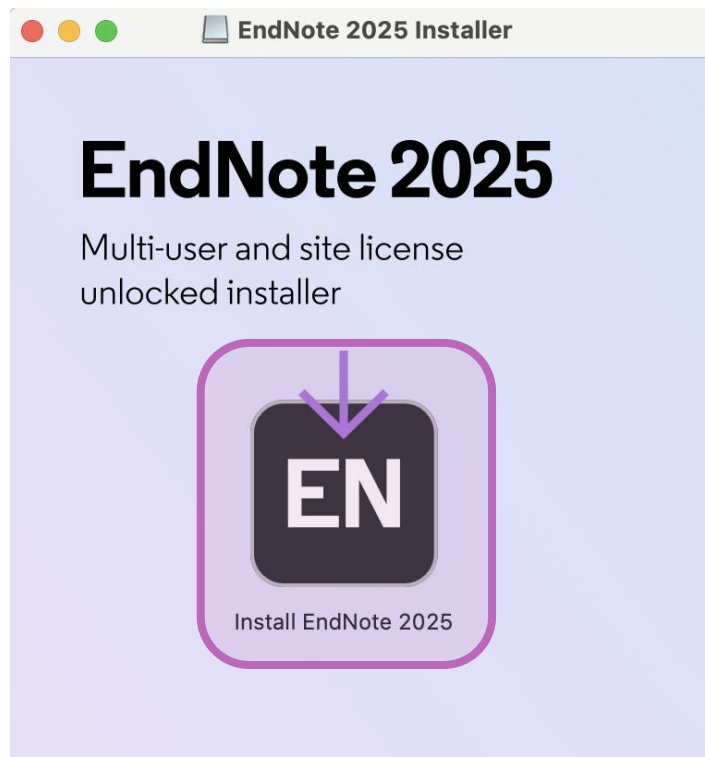 EndNote 2025 Installer
EndNote 2025
Multi-user and site license
unlocked installer
EN
Install EndNote 2025